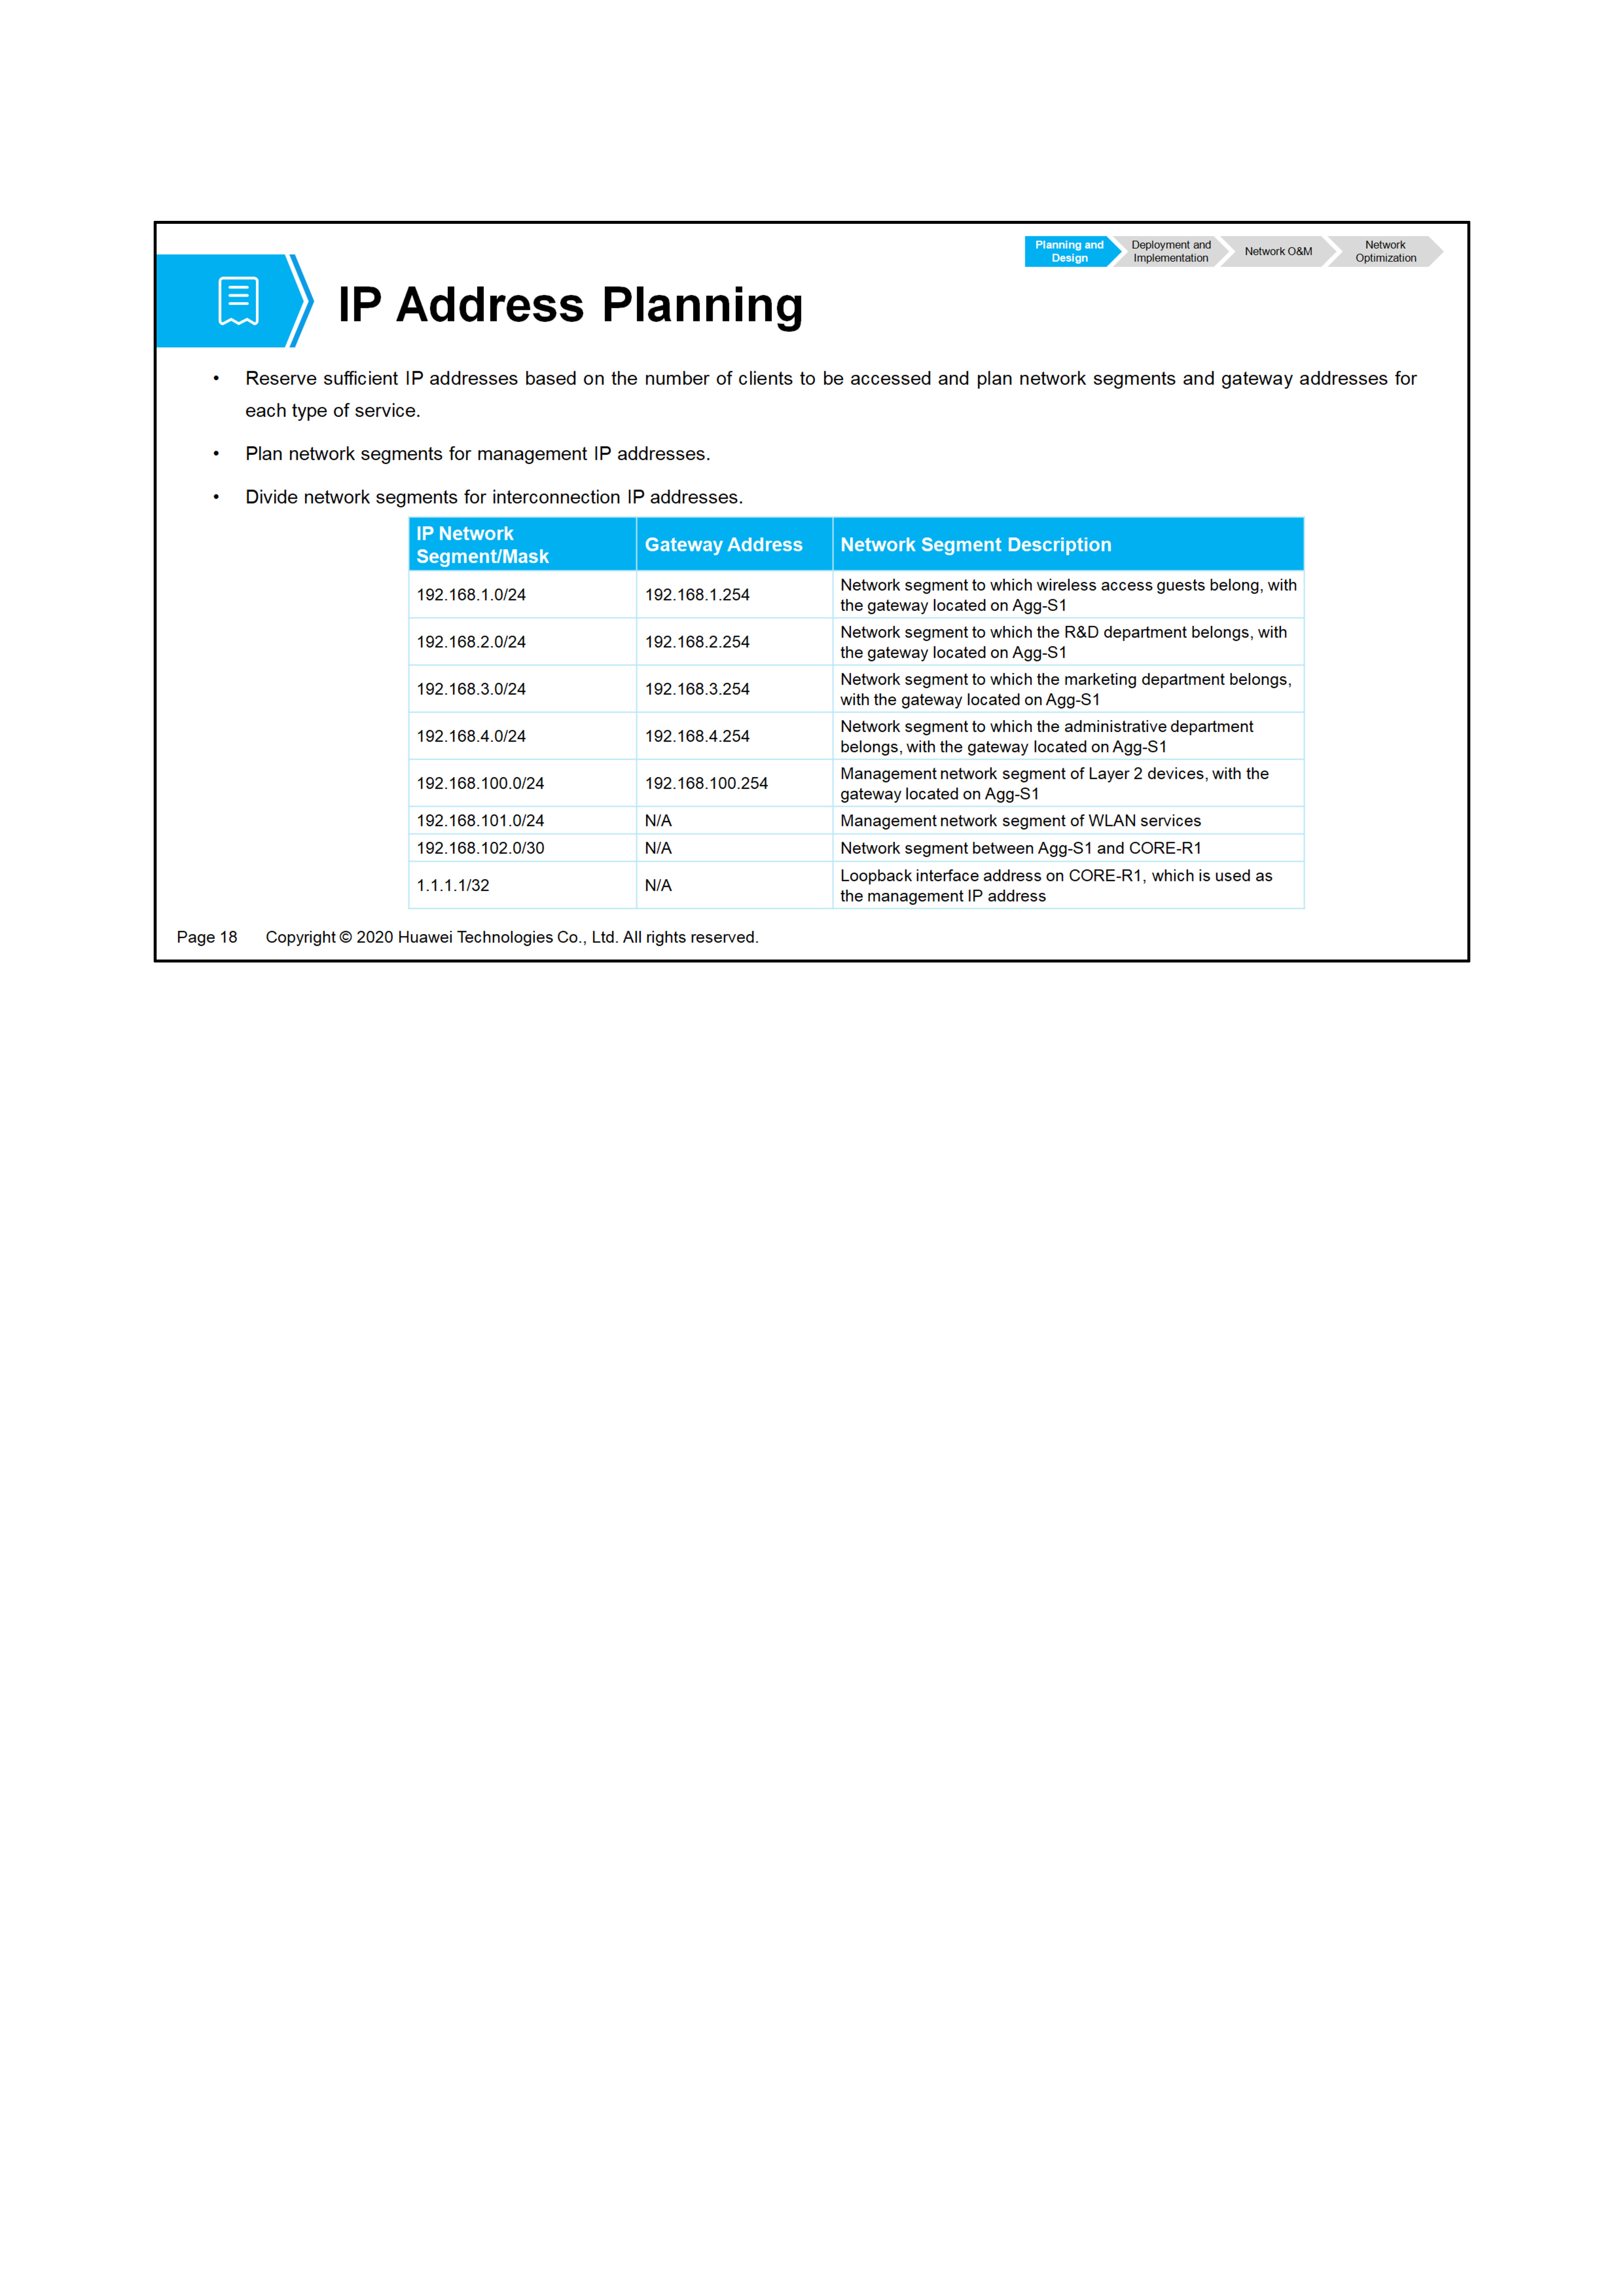 Planning and
Design
Deployment and
Implementation
Network O&M
Network
Optimization
IP Address Planning
• Reserve sufficient IP addresses based on the number of clients to be accessed and plan network segments and gateway addresses for
each type of service.
• Plan network segments for management IP addresses.
• Divide network segments for interconnection IP addresses.
IP Network
Segment/Mask
Gateway Address
Network Segment Description
192.168.1.0/24
192.168.1.254
Network segment to which wireless access guests belong, with
the gateway located on Agg-S1
192.168.2.0/24
192.168.2.254
Network segment to which the R&D department belongs, with
the gateway located on Agg-S1
192.168.3.0/24
192.168.3.254
Network segment to which the marketing department belongs,
with the gateway located on Agg-S1
192.168.4.0/24
192.168.4.254
Network segment to which the administrative department
belongs, with the gateway located on Agg-S1
192.168.100.0/24
192.168.100.254
Management network segment of Layer 2 devices, with the
gateway located on Agg-S1
192.168.101.0/24
N/A
Management network segment of WLAN services
192.168.102.0/30
N/A
Network segment between Agg-S1 and CORE-R1
1.1.1.1/32
N/A
Loopback interface address on CORE-R1, which is used as
the management IP address
Page 18 Copyright © 2020 Huawei Technologies Co., Ltd. All rights reserved.